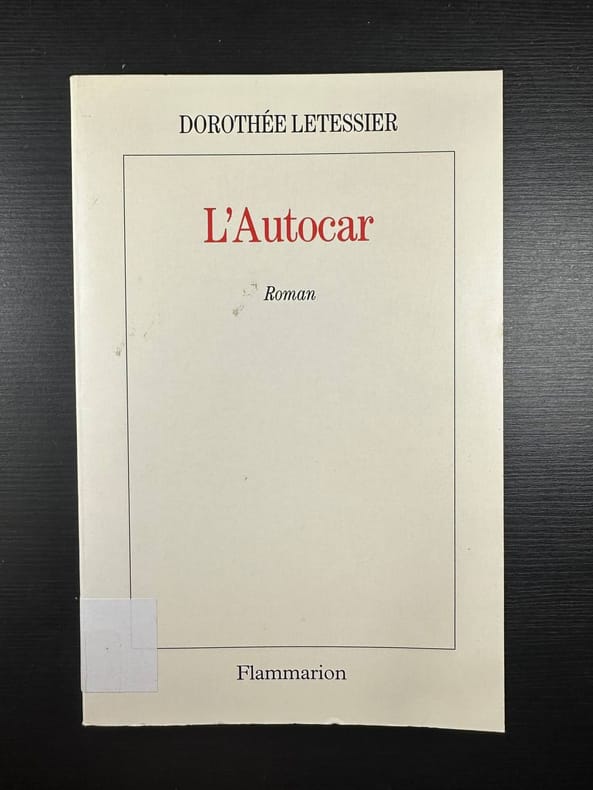 DOROTHÉE LETESSIER
L'Autocar
Roman
Flammarion